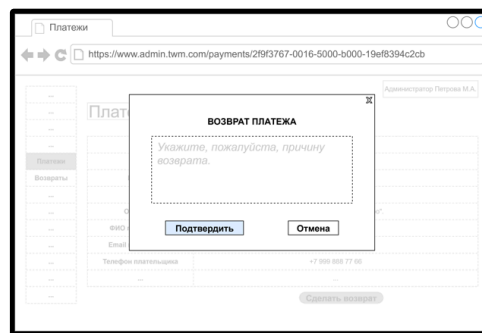 Платежи
https://www.admin.twm.com/payments/2f9f3767-0016-5000-b000-19ef8394c2cb
Администратор Петрова М.А.
...
...
...
...
Платежи
Возвраты
...
...
...
...
...
...
ВОЗВРАТ ПЛАТЕЖА
Укажите, пожалуйста, причину
возврата.
Подтвердить Отмена
ФИО
Email
Телефон плательщика +7 999 888 77 66
... ...
Сделать возврат